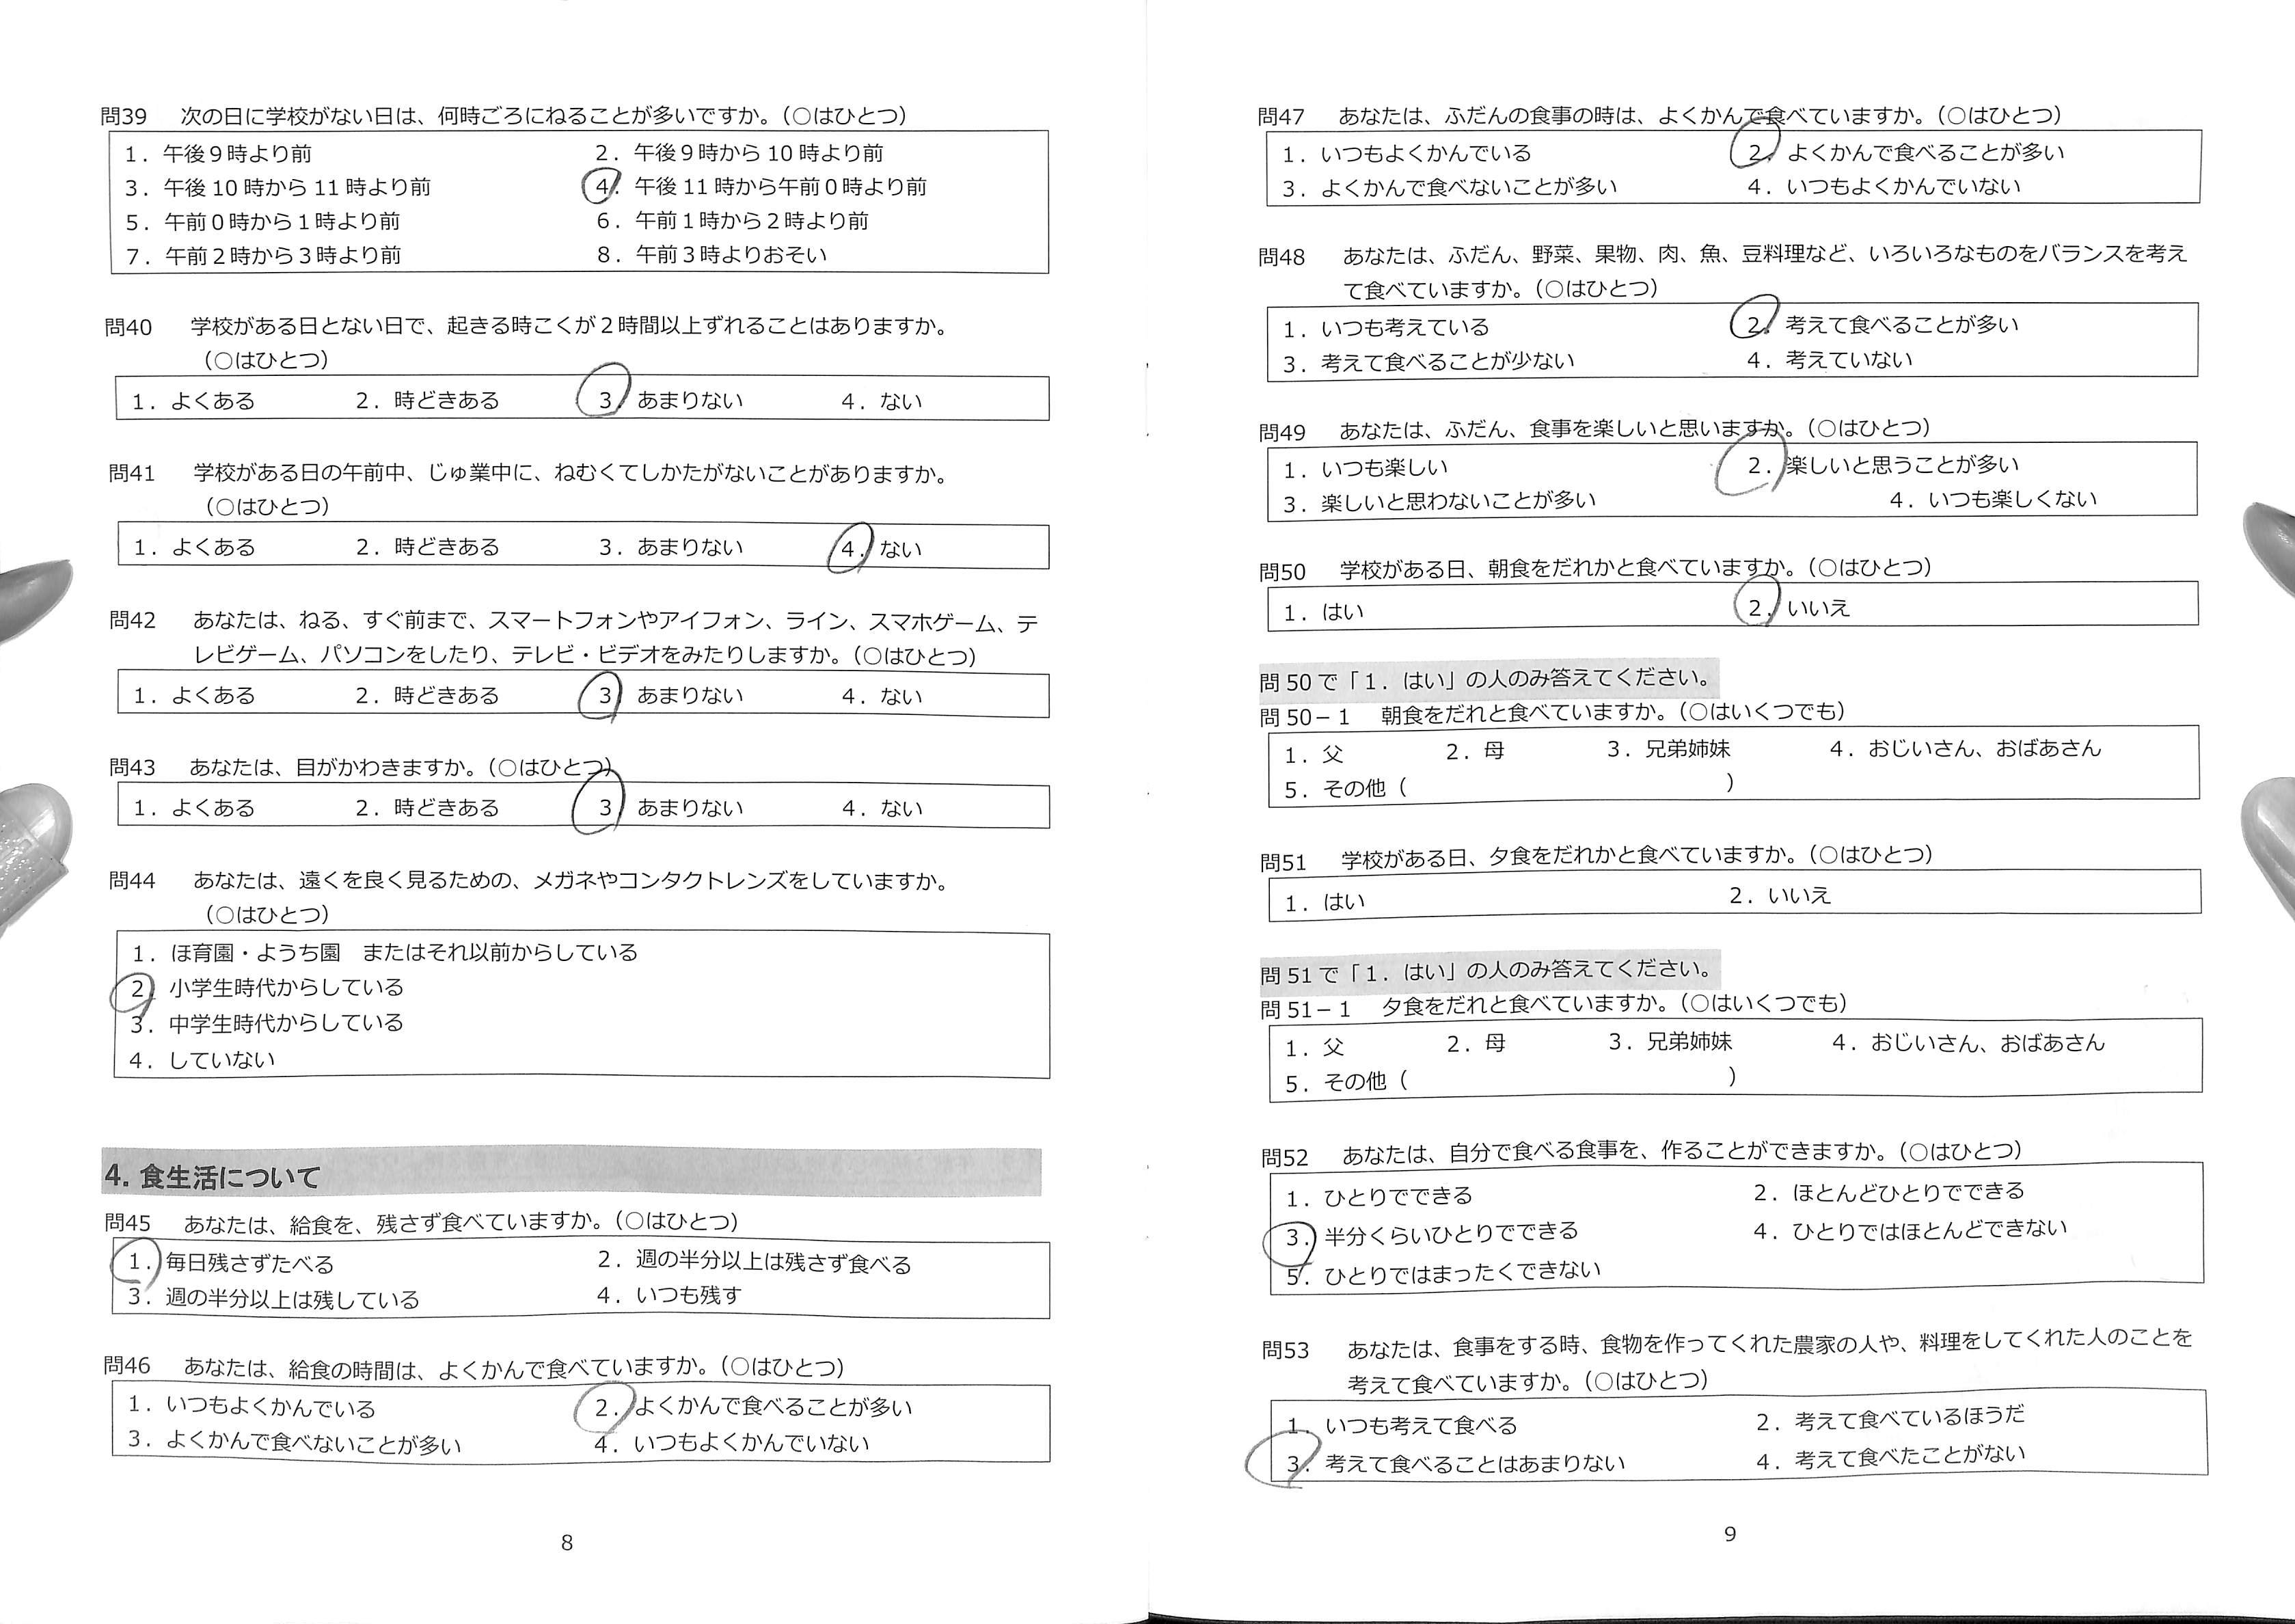 問39 次の日に学校がない日は、何時ごろにねることが多いですか。（○はひとつ）
1．午後９時より前 2．午後９時から 10 時より前
3．午後 10 時から 11 時より前 4．午後 11 時から午前０時より前
5．午前０時から１時より前 6．午前１時から２時より前
7．午前２時から３時より前 8．午前３時よりおそい
問40 学校がある日とない日で、起きる時こくが２時間以上ずれることはありますか。
（○はひとつ）
1．よくある 2．時どきある 3．あまりない 4．ない
問41 学校がある日の午前中、じゅ業中に、ねむくてしかたがないことがありますか。
（○はひとつ）
1．よくある 2．時どきある 3．あまりない 4．ない
問42 あなたは、ねる、すぐ前まで、スマートフォンやアイフォン、ライン、スマホゲーム、テ
レビゲーム、パソコンをしたり、テレビ・ビデオをみたりしますか。（○はひとつ）
1．よくある 2．時どきある 3．あまりない 4．ない
問43 あなたは、目がかわきますか。（○はひとつ）
1．よくある 2．時どきある 3．あまりない 4．ない
問44 あなたは、遠くを良く見るための、メガネやコンタクトレンズをしていますか。
（○はひとつ）
1．ほ育園・ようち園　またはそれ以前からしている
2．小学生時代からしている
3．中学生時代からしている
4．していない
4. 食生活について
問45 あなたは、給食を、残さず食べていますか。（○はひとつ）
1．毎日残さずたべる 2．週の半分以上は残さず食べる
3．週の半分以上は残している 4．いつも残す
問46 あなたは、給食の時間は、よくかんで食べていますか。（○はひとつ）
1．いつもよくかんでいる 2．よくかんで食べることが多い
3．よくかんで食べないことが多い 4．いつもよくかんでいない
8
問47 あなたは、ふだんの食事の時は、よくかんで食べていますか。（○はひとつ）
1．いつもよくかんでいる 2．よくかんで食べることが多い
3．よくかんで食べないことが多い 4．いつもよくかんでいない
問48 あなたは、ふだん、野菜、果物、肉、魚、豆料理など、いろいろなものをバランスを考え
て食べていますか。（○はひとつ）
1．いつも考えている 2．考えて食べることが多い
3．考えて食べることが少ない 4．考えていない
問49 あなたは、ふだん、食事を楽しいと思いますか。（○はひとつ）
1．いつも楽しい 2．楽しいと思うことが多い
3．楽しいと思わないことが多い 4．いつも楽しくない
問50 学校がある日、朝食をだれかと食べていますか。（○はひとつ）
1．はい 2．いいえ
問 50 で「１．はい」の人のみ答えてください。
問 50－１ 朝食をだれと食べていますか。（○はいくつでも）
1．父 2．母 3．兄弟姉妹 4．おじいさん、おばあさん
5．その他（ ）
問51 学校がある日、夕食をだれかと食べていますか。（○はひとつ）
1．はい 2．いいえ
問 51 で「１．はい」の人のみ答えてください。
問 51－１ 夕食をだれと食べていますか。（○はいくつでも）
1．父 2．母 3．兄弟姉妹 4．おじいさん、おばあさん
5．その他（ ）
問52 あなたは、自分で食べる食事を、作ることができますか。（○はひとつ）
1．ひとりでできる 2．ほとんどひとりでできる
3．半分くらいひとりでできる 4．ひとりではほとんどできない
5．ひとりではまったくできない
問53 あなたは、食事をする時、食物を作ってくれた農家の人や、料理をしてくれた人のことを
考えて食べていますか。（○はひとつ）
1．いつも考えて食べる 2．考えて食べているほうだ
3．考えて食べることはあまりない 4．考えて食べたことがない
9